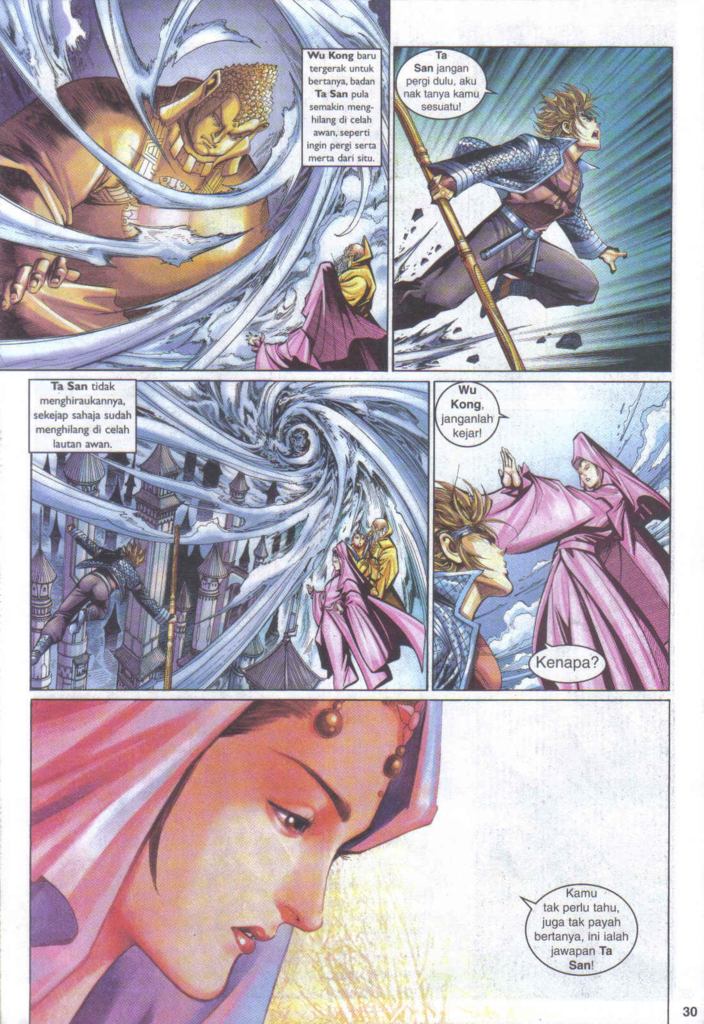 Wu Kong baru
tergerak untuk
bertanya, badan
Ta San pula
semakin meng-
hilang di celah
awan, seperti
ingin pergi serta
merta dari situ.
Ta
San jangan
pergi dulu, aku
nak tanya kamu
sesuatu!
Ta San tidak
menghiraukannya,
sekejap sahaja sudah
menghilang di celah
lautan awan.
Wu
Kong,
janganlah
kejar!
Kenapa?
Kamu
tak perlu tahu,
juga tak payah
bertanya, ini ialah
jawapan Ta
San!
30